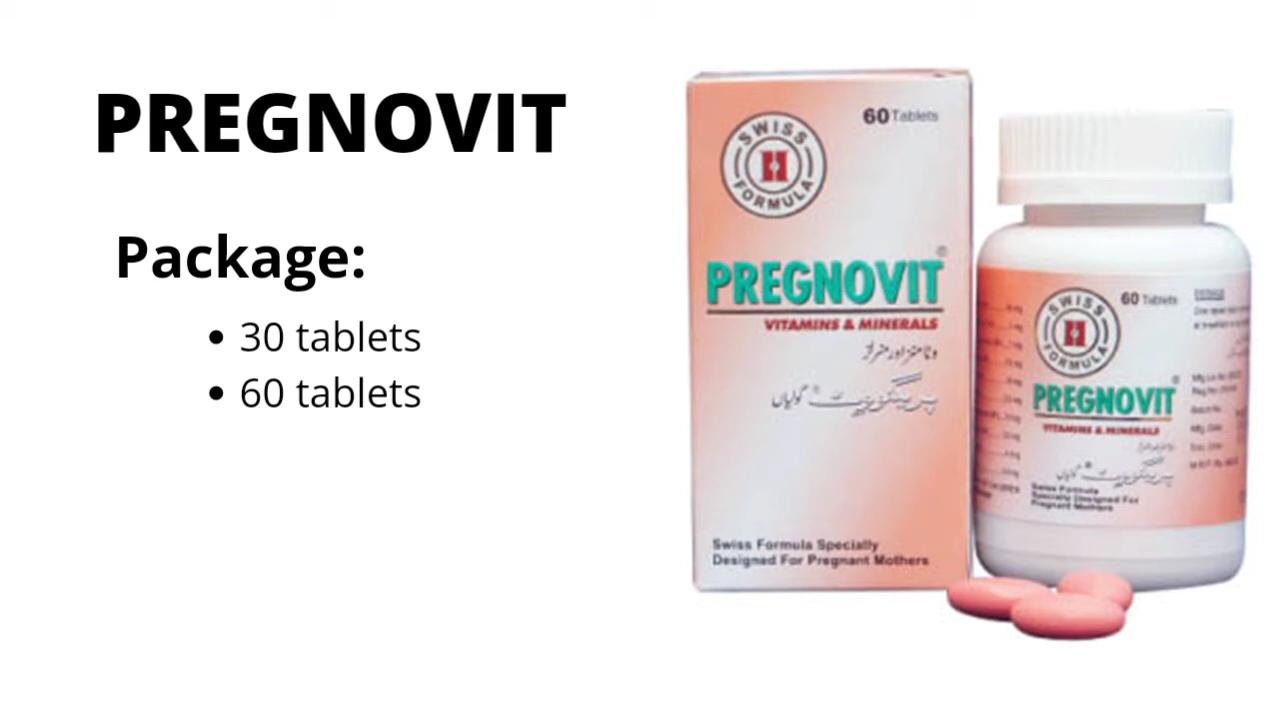 PREGNOVIT
Package:
• 30 tablets
• 60 tablets
60 Tablets
SWISS
H
FORMULA
PREGNOVIT®
VITAMINS & MINERALS
وٹامنز اور منرلز
پریگنوویٹ® گولیاں
Swiss Formula Specially
Designed For Pregnant Mothers
60 Tablets
SWISS
H
FORMULA
PREGNOVIT®
VITAMINS & MINERALS
پریگنوویٹ® گولیاں
Swiss Formula
Specially Designed For
Pregnant Mothers